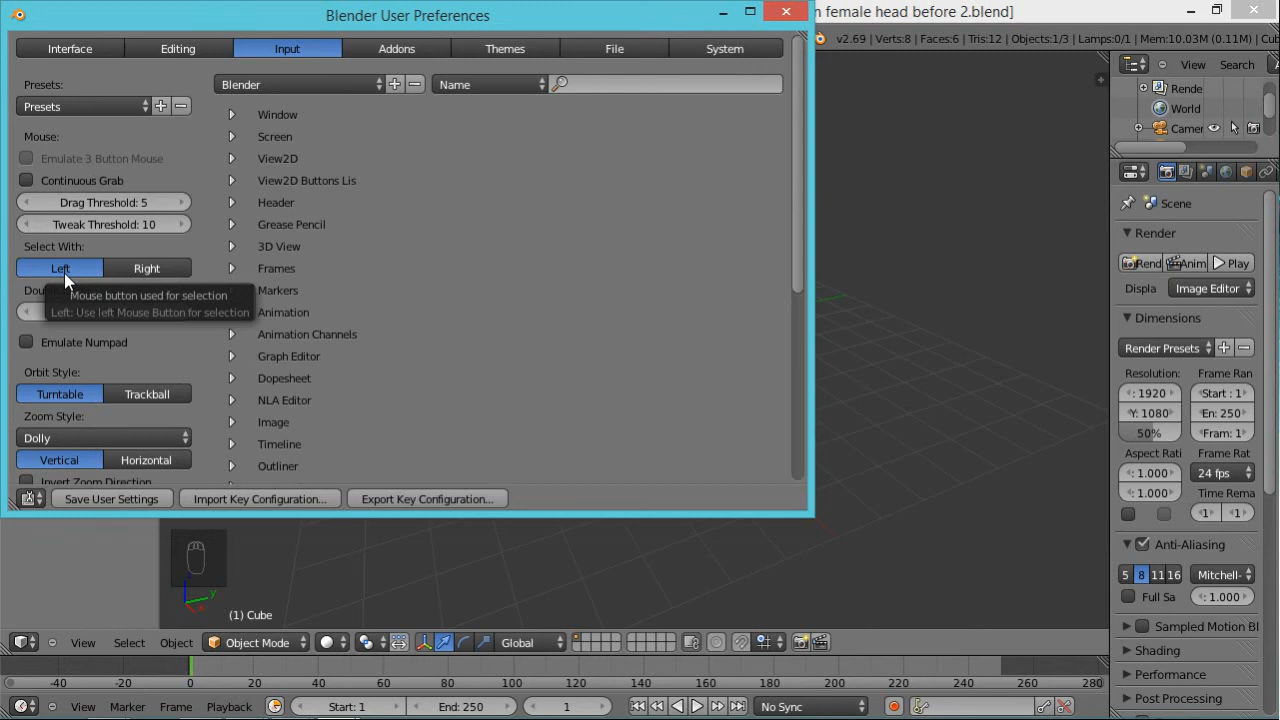 Blender User Preferences
n female head before 2.blend]
Interface
Editing
Input
Addons
Themes
File
System
v2.69 | Verts:8 | Faces:6 | Tris:12 | Objects:1/3 | Lamps:0/1 | Mem:10.03M (0.11M) | Cube
View
Search
Presets:
Presets
Blender
Name
Mouse:
Emulate 3 Button Mouse
Continuous Grab
Drag Threshold: 5
Tweak Threshold: 10
Select With:
Left
Right
Mouse button used for selection
Left: Use left Mouse Button for selection
Emulate Numpad
Orbit Style:
Turntable
Trackball
Zoom Style:
Dolly
Vertical
Horizontal
Invert Zoom Direction
Window
Screen
View2D
View2D Buttons Lis
Header
Grease Pencil
3D View
Frames
Markers
Animation
Animation Channels
Graph Editor
Dopesheet
NLA Editor
Image
Timeline
Outliner
Save User Settings
Import Key Configuration...
Export Key Configuration...
Rende
World
Camer
Scene
Render
Rend
Anim
Play
Displa
Image Editor
Dimensions
Render Presets
Resolution:
Frame Ran
: 1920
Start : 1
Y: 1080
En: 250
50%
Fram: 1
Aspect Rati
Frame Rat
: 1.000
24 fps
: 1.000
Time Rema
: 1
: 1
Anti-Aliasing
5
8
11
16
Mitchell-
Full Sa
: 1.000
Sampled Motion Bl
Shading
Performance
Post Processing
z
y
x
(1) Cube
View
Select
Object
Object Mode
Global
-40
-20
0
20
40
60
80
100
120
140
160
180
200
220
240
260
280
View
Marker
Frame
Playback
Start: 1
End: 250
1
No Sync